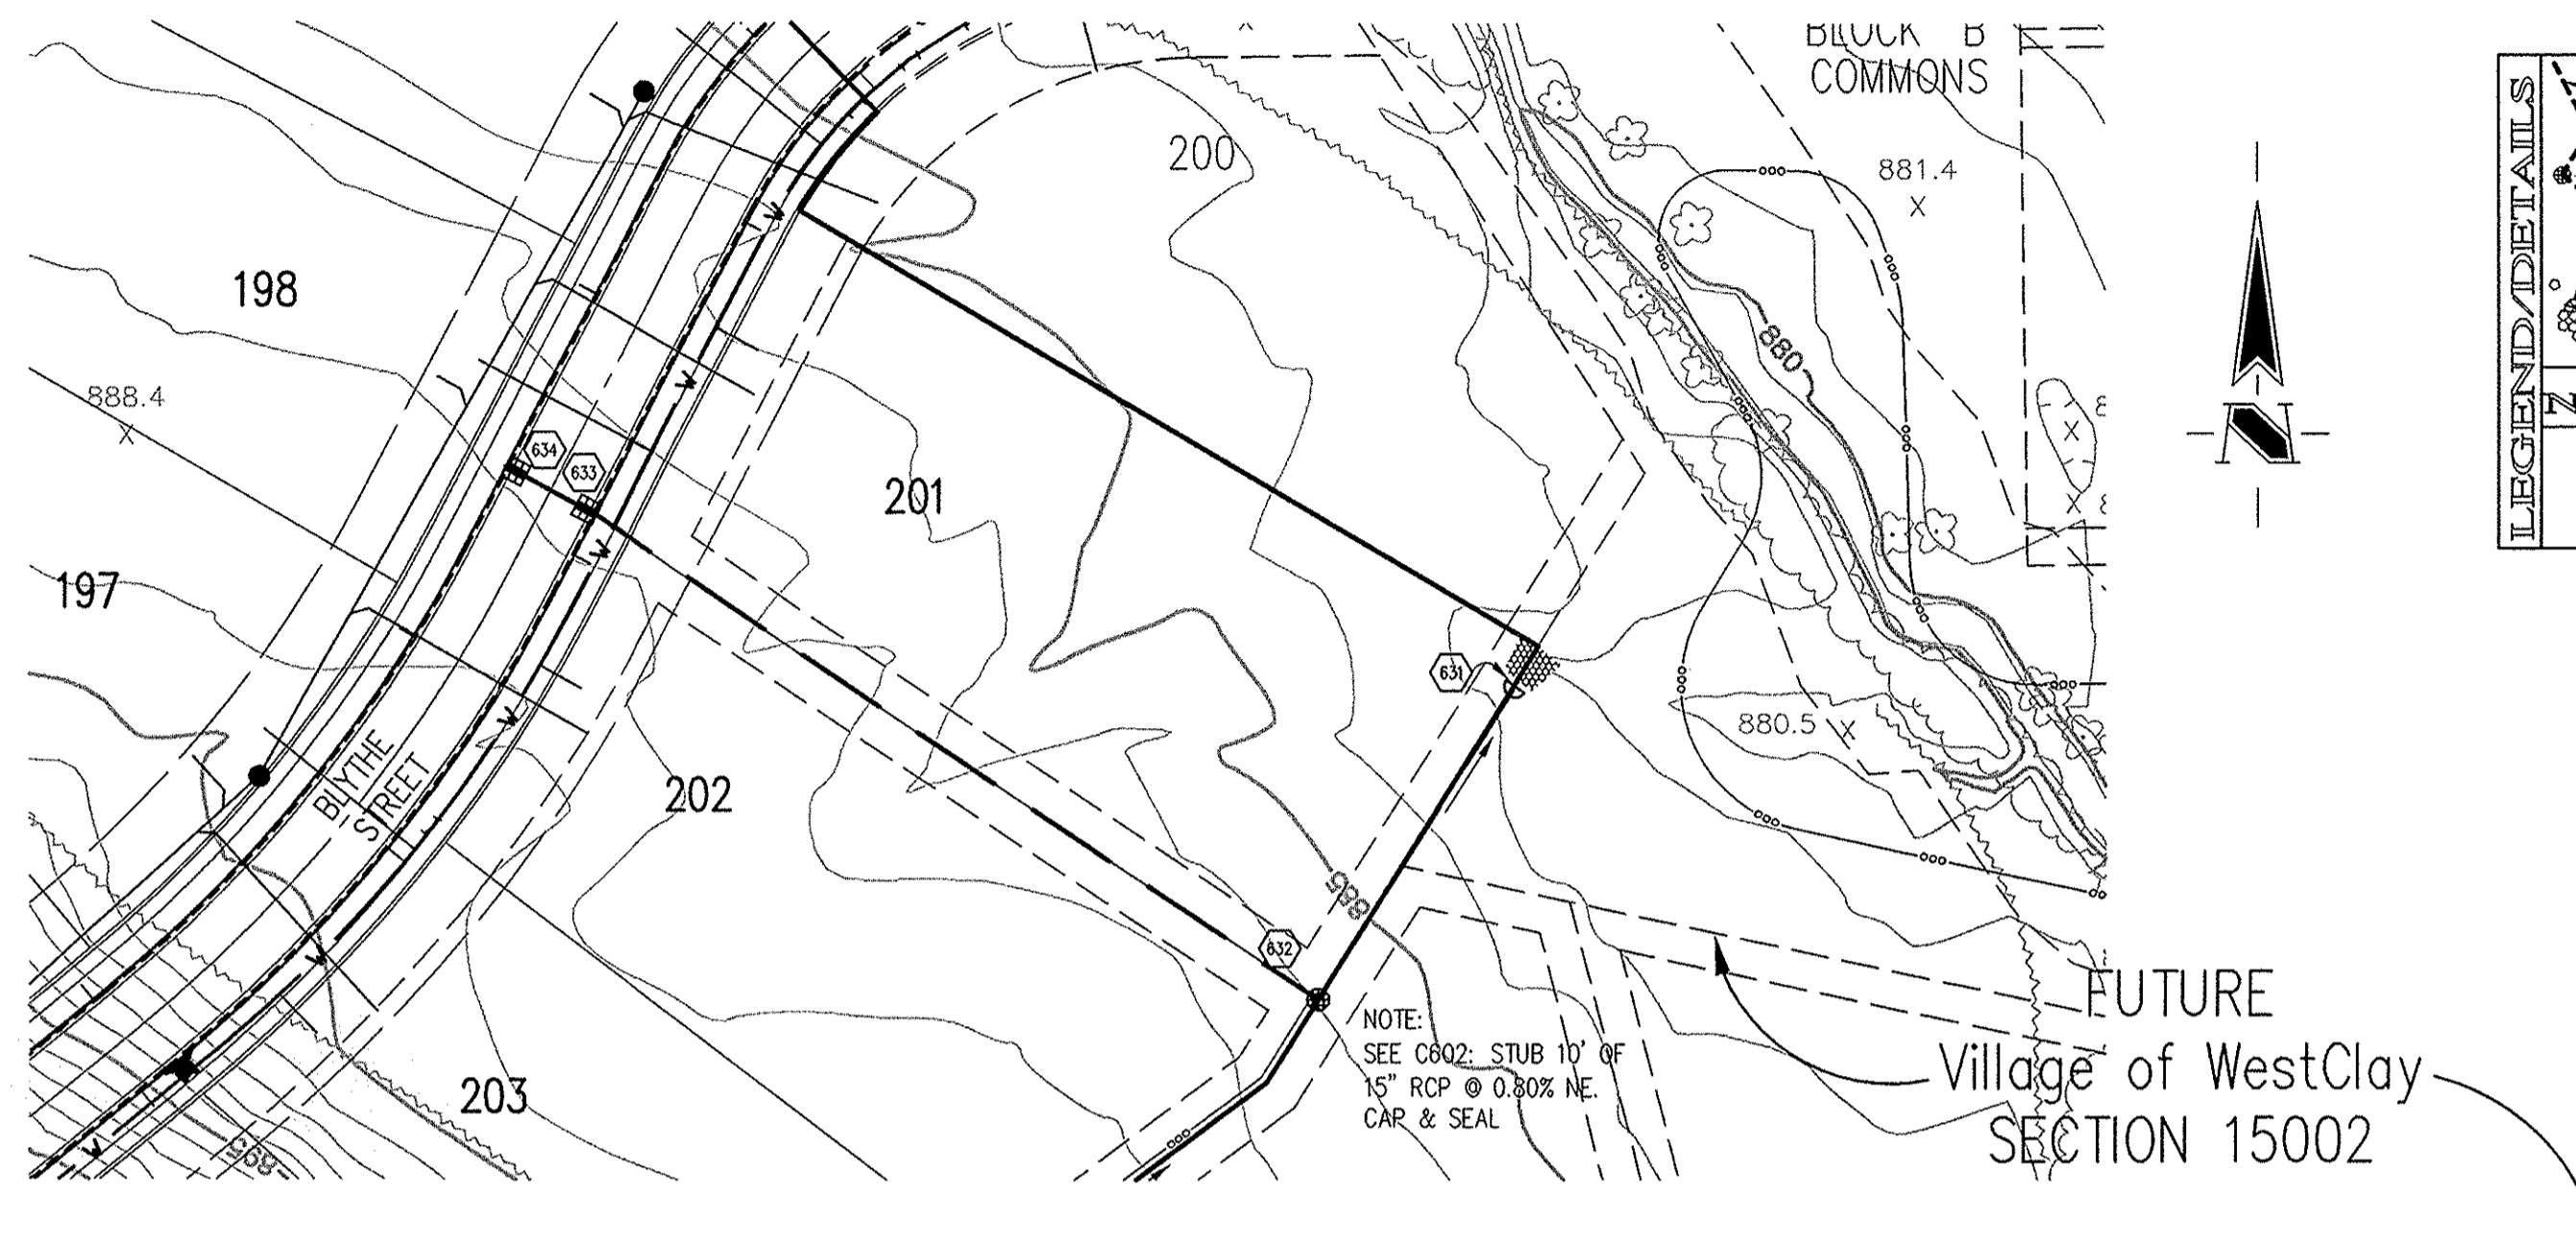 BLOCK B
COMMONS
200
881.4
X
198
888.4
X
880
634
633
201
197
W
W
W
W
W
W
631
880.5 X
BLYTHE
STREET
202
885
632
NOTE:
SEE C602: STUB 10' OF
15" RCP @ 0.80% NE.
CAP & SEAL
203
895
FUTURE
Village of WestClay
SECTION 15002
N
LEGEND/DETAILS
Z
X
X